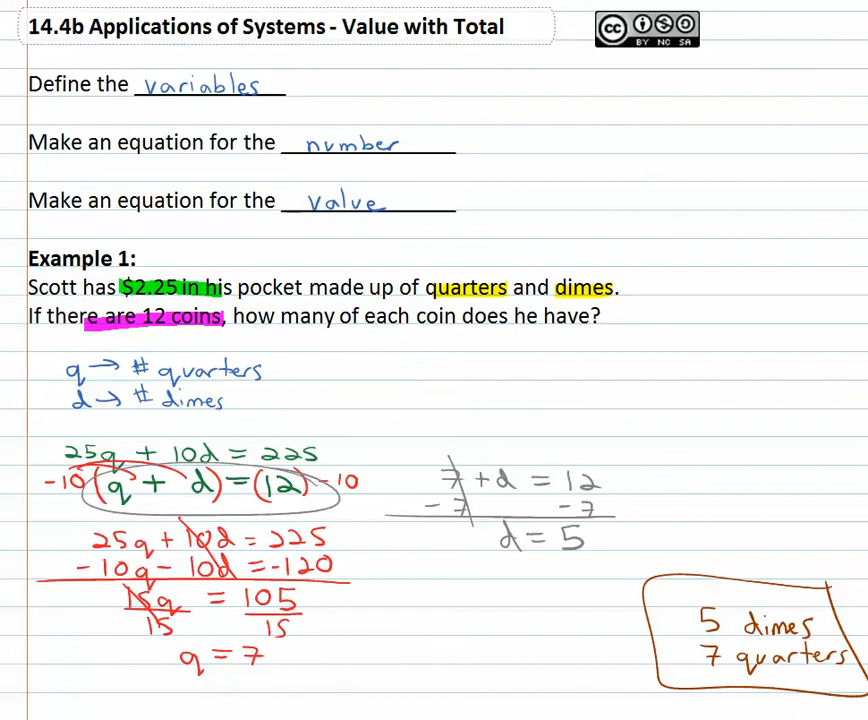 14.4b Applications of Systems - Value with Total
cc BY NC SA
Define the variables
Make an equation for the number
Make an equation for the value
Example 1:
Scott has $2.25 in his pocket made up of quarters and dimes.
If there are 12 coins, how many of each coin does he have?
q → # quarters
d → # dimes
25q + 10d = 225
-10(q + d) = (12) -10
25q + 10d = 225
-10q - 10d = -120
15q = 105
15 15
q = 7
7 + d = 12
-7 -7
d = 5
5 dimes
7 quarters